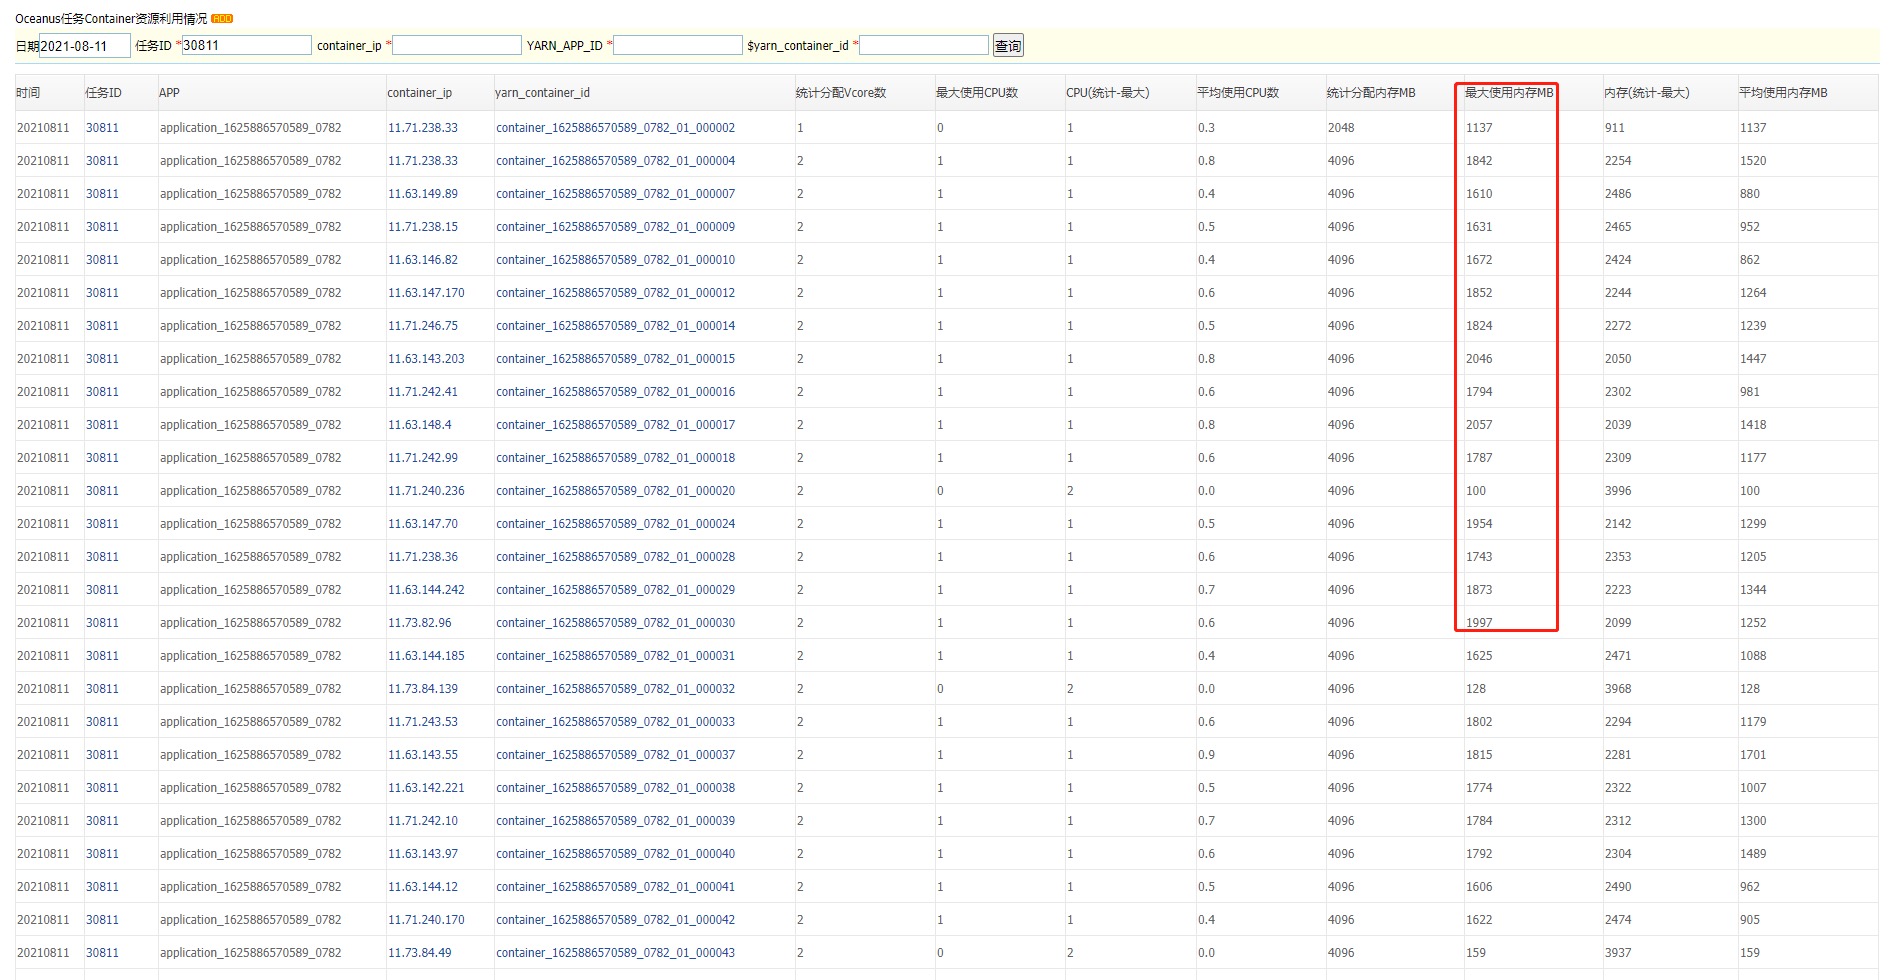 Oceanus任务Container资源利用情况 ADD
日期 2021-08-11 任务ID *30811 container_ip * YARN_APP_ID * $yarn_container_id * 查询
时间 任务ID APP container_ip yarn_container_id 统计分配Vcore数 最大使用CPU数 CPU(统计-最大) 平均使用CPU数 统计分配内存MB 最大使用内存MB 内存(统计-最大) 平均使用内存MB
20210811 30811 application_1625886570589_0782 11.71.238.33 container_1625886570589_0782_01_000002 1 0 1 0.3 2048 1137 911 1137
20210811 30811 application_1625886570589_0782 11.71.238.33 container_1625886570589_0782_01_000004 2 1 1 0.8 4096 1842 2254 1520
20210811 30811 application_1625886570589_0782 11.63.149.89 container_1625886570589_0782_01_000007 2 1 1 0.4 4096 1610 2486 880
20210811 30811 application_1625886570589_0782 11.71.238.15 container_1625886570589_0782_01_000009 2 1 1 0.5 4096 1631 2465 952
20210811 30811 application_1625886570589_0782 11.63.146.82 container_1625886570589_0782_01_000010 2 1 1 0.4 4096 1672 2424 862
20210811 30811 application_1625886570589_0782 11.63.147.170 container_1625886570589_0782_01_000012 2 1 1 0.6 4096 1852 2244 1264
20210811 30811 application_1625886570589_0782 11.71.246.75 container_1625886570589_0782_01_000014 2 1 1 0.5 4096 1824 2272 1239
20210811 30811 application_1625886570589_0782 11.63.143.203 container_1625886570589_0782_01_000015 2 1 1 0.8 4096 2046 2050 1447
20210811 30811 application_1625886570589_0782 11.71.242.41 container_1625886570589_0782_01_000016 2 1 1 0.6 4096 1794 2302 981
20210811 30811 application_1625886570589_0782 11.63.148.4 container_1625886570589_0782_01_000017 2 1 1 0.8 4096 2057 2039 1418
20210811 30811 application_1625886570589_0782 11.71.242.99 container_1625886570589_0782_01_000018 2 1 1 0.6 4096 1787 2309 1177
20210811 30811 application_1625886570589_0782 11.71.240.236 container_1625886570589_0782_01_000020 2 0 2 0.0 4096 100 3996 100
20210811 30811 application_1625886570589_0782 11.63.147.70 container_1625886570589_0782_01_000024 2 1 1 0.5 4096 1954 2142 1299
20210811 30811 application_1625886570589_0782 11.71.238.36 container_1625886570589_0782_01_000028 2 1 1 0.6 4096 1743 2353 1205
20210811 30811 application_1625886570589_0782 11.63.144.242 container_1625886570589_0782_01_000029 2 1 1 0.7 4096 1873 2223 1344
20210811 30811 application_1625886570589_0782 11.73.82.96 container_1625886570589_0782_01_000030 2 1 1 0.6 4096 1997 2099 1252
20210811 30811 application_1625886570589_0782 11.63.144.185 container_1625886570589_0782_01_000031 2 1 1 0.4 4096 1625 2471 1088
20210811 30811 application_1625886570589_0782 11.73.84.139 container_1625886570589_0782_01_000032 2 0 2 0.0 4096 128 3968 128
20210811 30811 application_1625886570589_0782 11.71.243.53 container_1625886570589_0782_01_000033 2 1 1 0.6 4096 1802 2294 1179
20210811 30811 application_1625886570589_0782 11.63.143.55 container_1625886570589_0782_01_000037 2 1 1 0.9 4096 1815 2281 1701
20210811 30811 application_1625886570589_0782 11.63.142.221 container_1625886570589_0782_01_000038 2 1 1 0.5 4096 1774 2322 1007
20210811 30811 application_1625886570589_0782 11.71.242.10 container_1625886570589_0782_01_000039 2 1 1 0.7 4096 1784 2312 1300
20210811 30811 application_1625886570589_0782 11.63.143.97 container_1625886570589_0782_01_000040 2 1 1 0.6 4096 1792 2304 1489
20210811 30811 application_1625886570589_0782 11.63.144.12 container_1625886570589_0782_01_000041 2 1 1 0.5 4096 1606 2490 962
20210811 30811 application_1625886570589_0782 11.71.240.170 container_1625886570589_0782_01_000042 2 1 1 0.4 4096 1622 2474 905
20210811 30811 application_1625886570589_0782 11.73.84.49 container_1625886570589_0782_01_000043 2 0 2 0.0 4096 159 3937 159